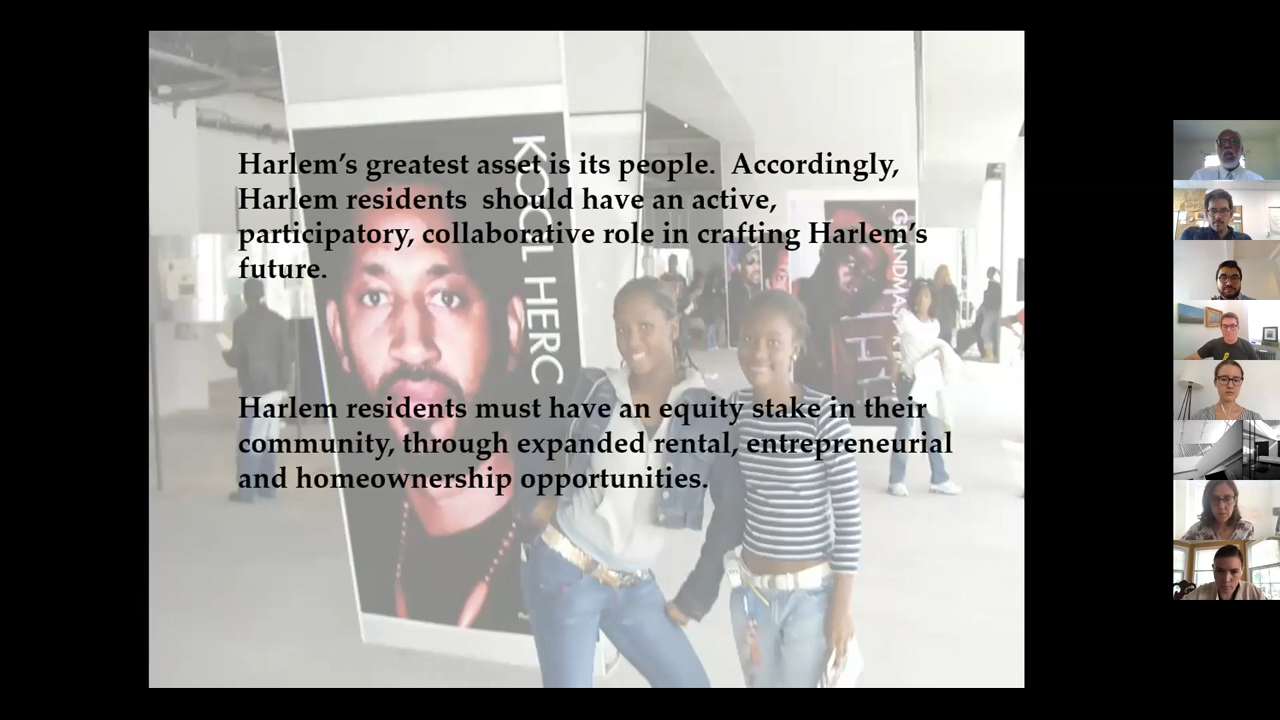 Harlem’s greatest asset is its people.  Accordingly,
Harlem residents  should have an active,
participatory, collaborative role in crafting Harlem’s
future.
Harlem residents must have an equity stake in their
community, through expanded rental, entrepreneurial
and homeownership opportunities.
KOOL HERC